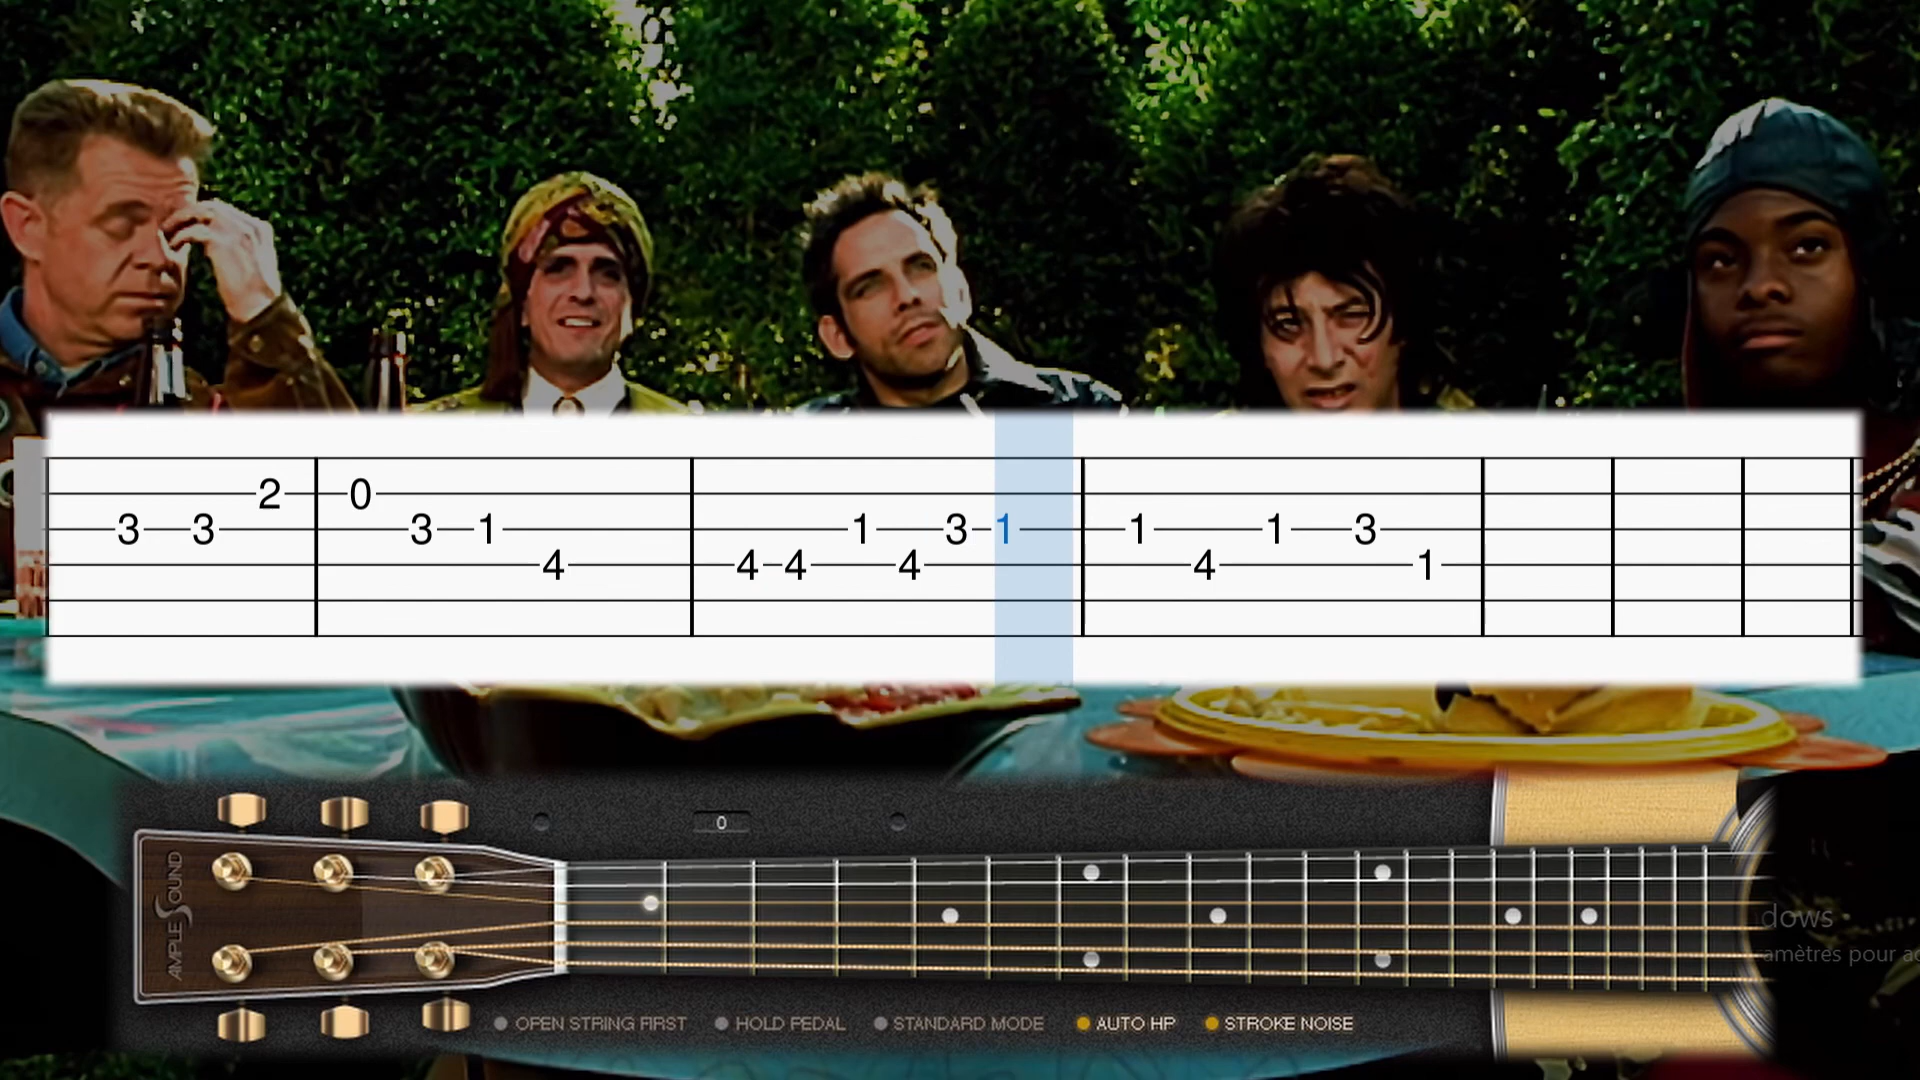 2 0
3 3 3 1 1 3 1 1 1 3
4 4 4 4 4 1
0
AMPLE SOUND
OPEN STRING FIRST HOLD PEDAL STANDARD MODE AUTO HP STROKE NOISE
dows
amètres pour ac